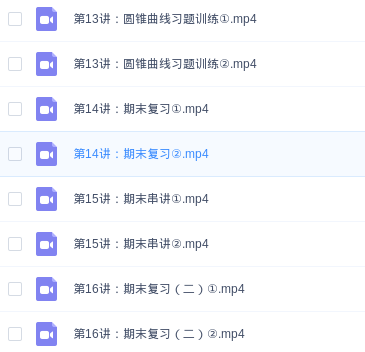 第13讲：圆锥曲线习题训练①.mp4
第13讲：圆锥曲线习题训练②.mp4
第14讲：期末复习①.mp4
第14讲：期末复习②.mp4
第15讲：期末串讲①.mp4
第15讲：期末串讲②.mp4
第16讲：期末复习（二）①.mp4
第16讲：期末复习（二）②.mp4